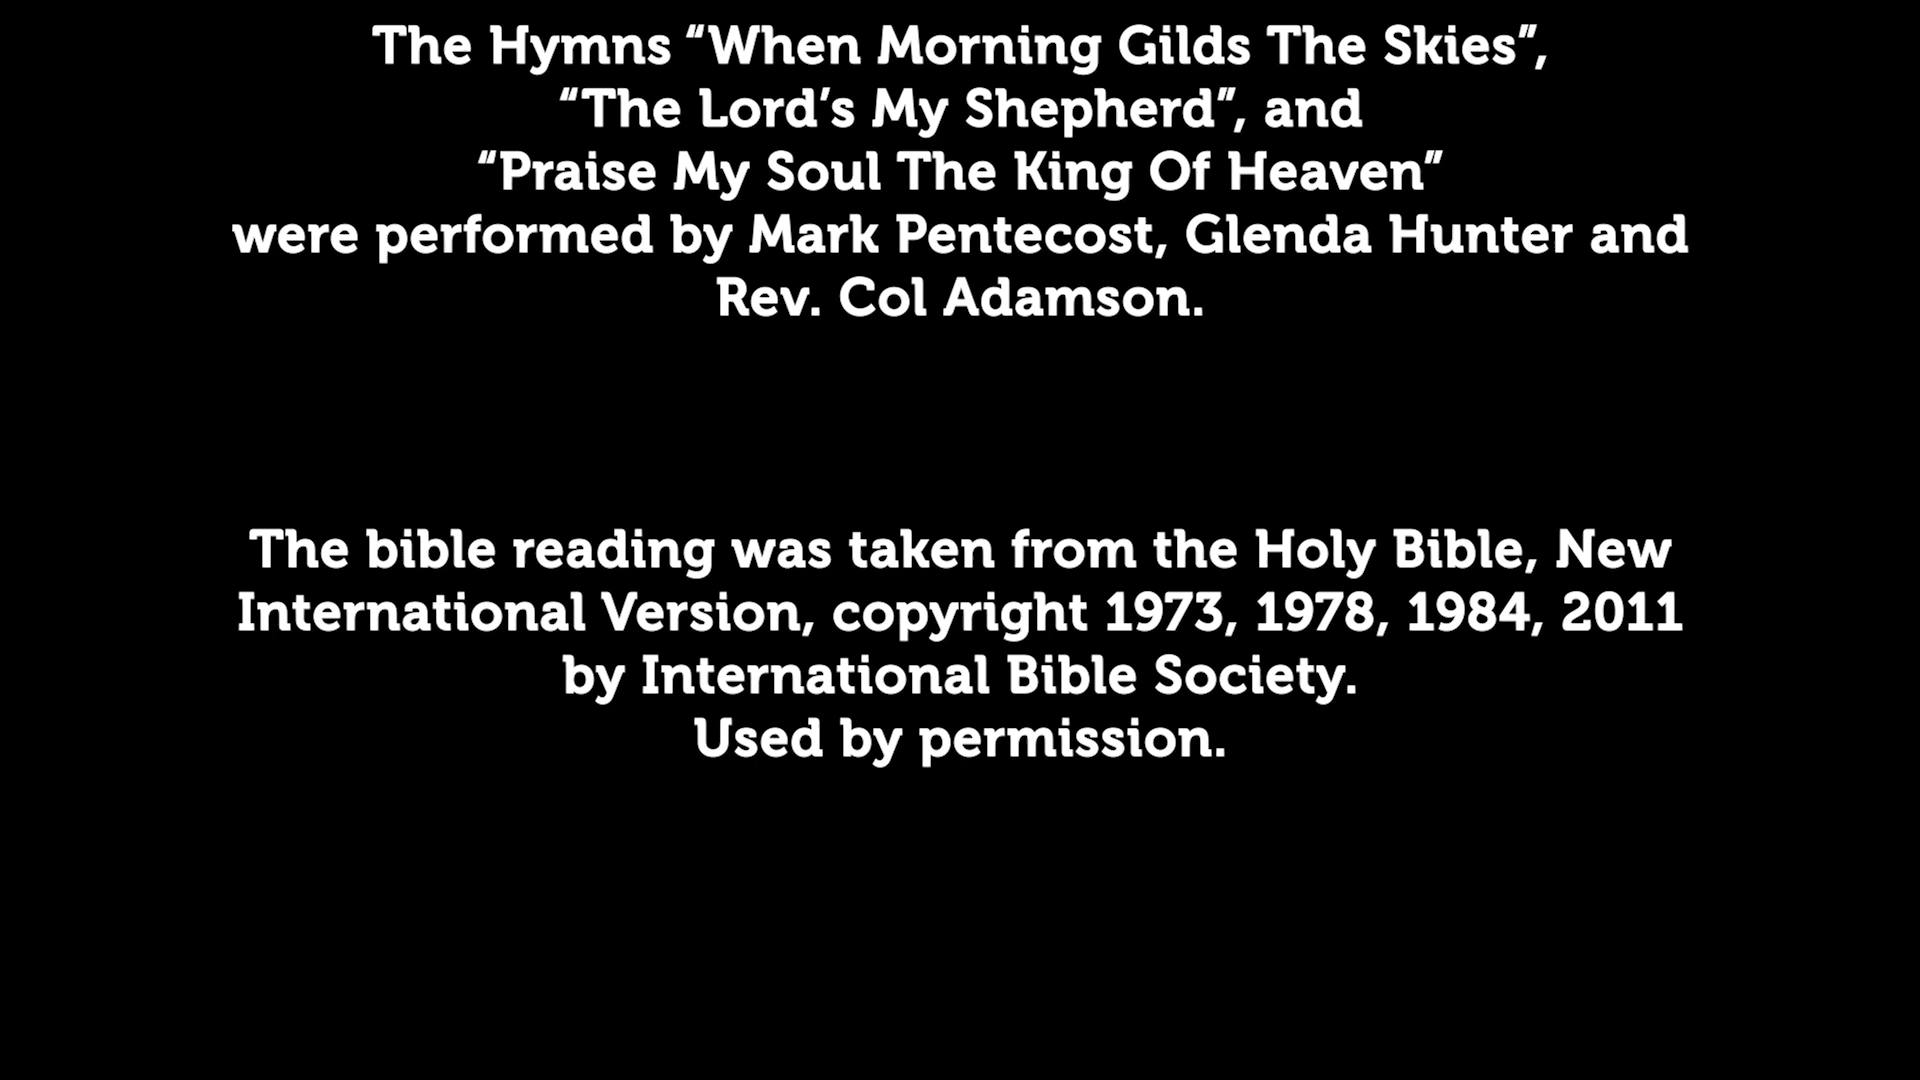 The Hymns “When Morning Gilds The Skies”,
“The Lord’s My Shepherd”, and
“Praise My Soul The King Of Heaven”
were performed by Mark Pentecost, Glenda Hunter and
Rev. Col Adamson.
The bible reading was taken from the Holy Bible, New
International Version, copyright 1973, 1978, 1984, 2011
by International Bible Society.
Used by permission.